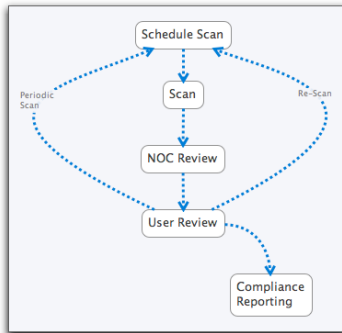 Schedule Scan
Periodic
Scan
Scan
Re-Scan
NOC Review
User Review
Compliance
Reporting